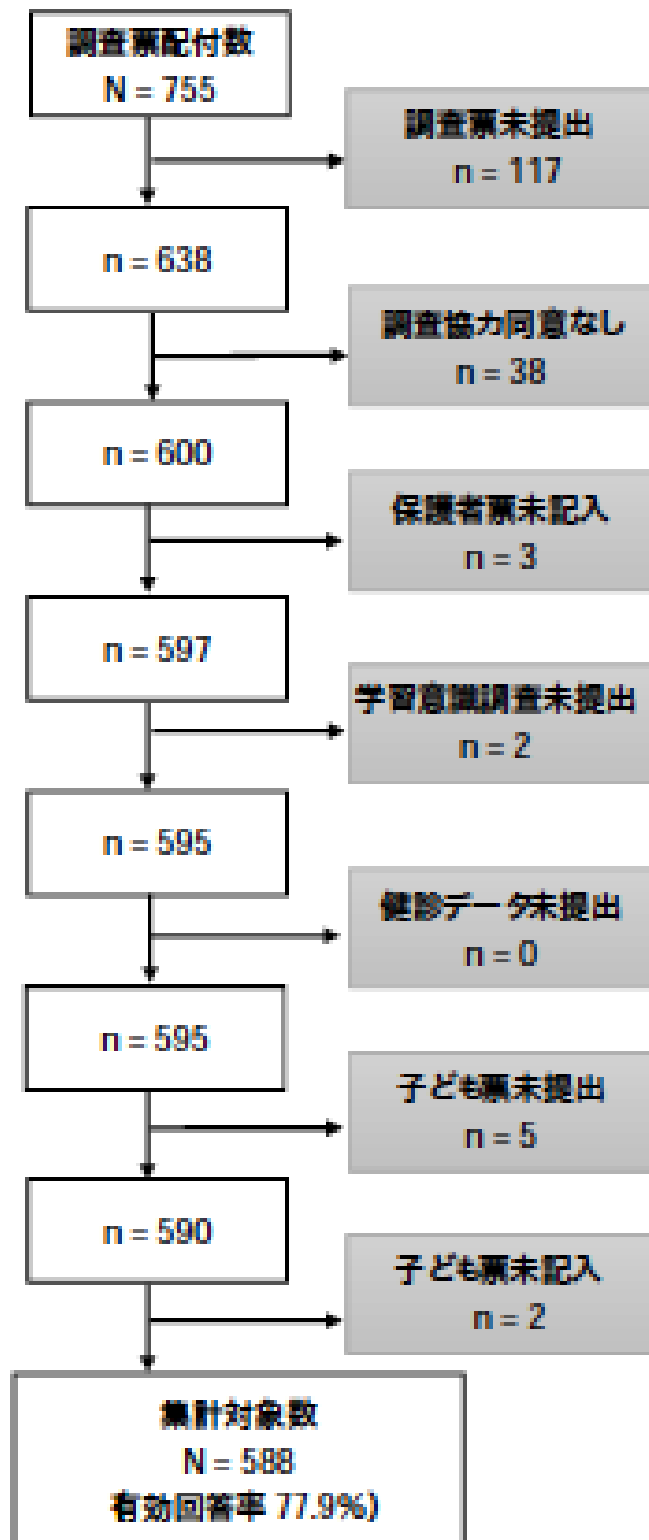 調査票配付数
N = 755
調査票未提出
n = 117
n = 638
調査協力同意なし
n = 38
n = 600
保護者票未記入
n = 3
n = 597
学習意識調査未提出
n = 2
n = 595
健診データ未提出
n = 0
n = 595
子ども票未提出
n = 5
n = 590
子ども票未記入
n = 2
集計対象数
N = 588
有効回答率 77.9%)